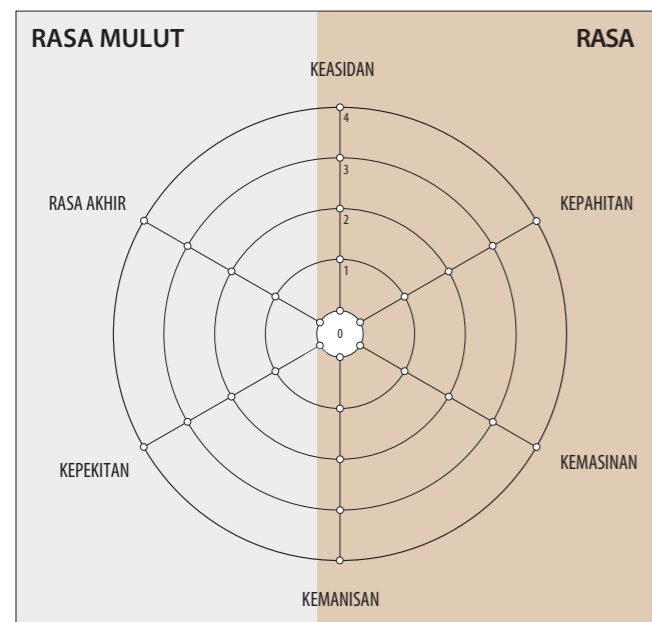 RASA MULUT
RASA
KEASIDAN
4
3
RASA AKHIR
KEPAHITAN
2
1
0
KEPEKITAN
KEMASINAN
KEMANISAN